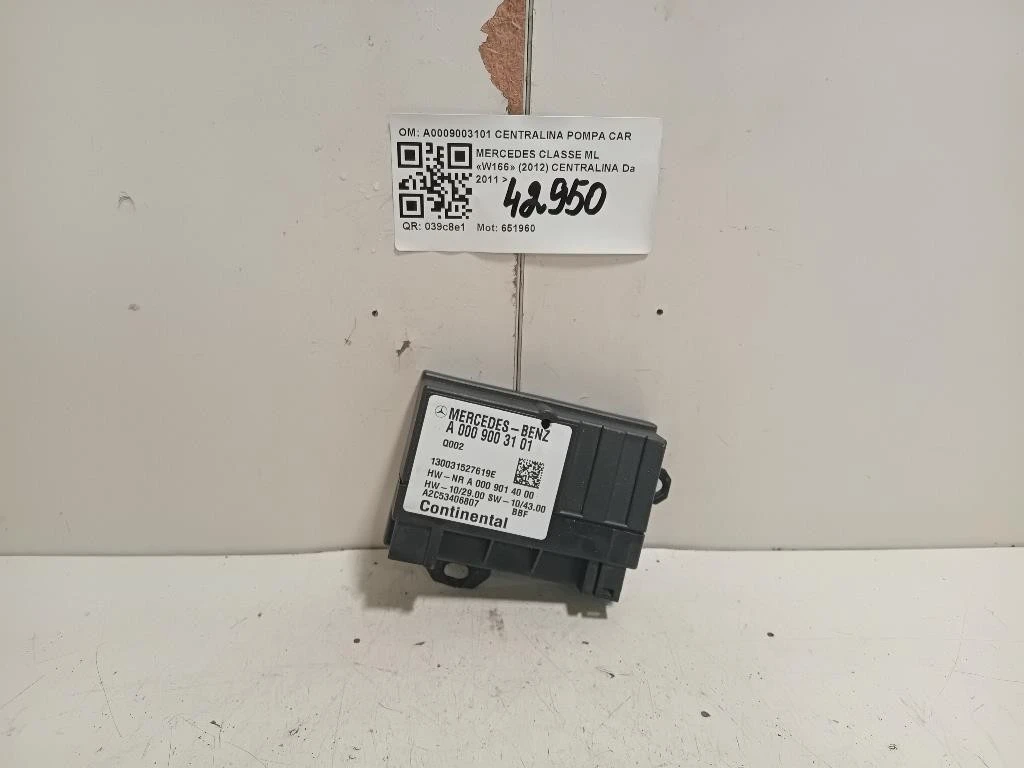 OM: A0009003101 CENTRALINA POMPA CAR
MERCEDES CLASSE ML
«W166» (2012) CENTRALINA Da
2011 >
42950
QR: 039c8e1 Mot: 651960
MERCEDES-BENZ
A 000 900 31 01
Q002
130031527619E
HW-NR A 000 901 40 00
HW-10/29.00 SW-10/43.00
A2C53406807 BBF
Continental